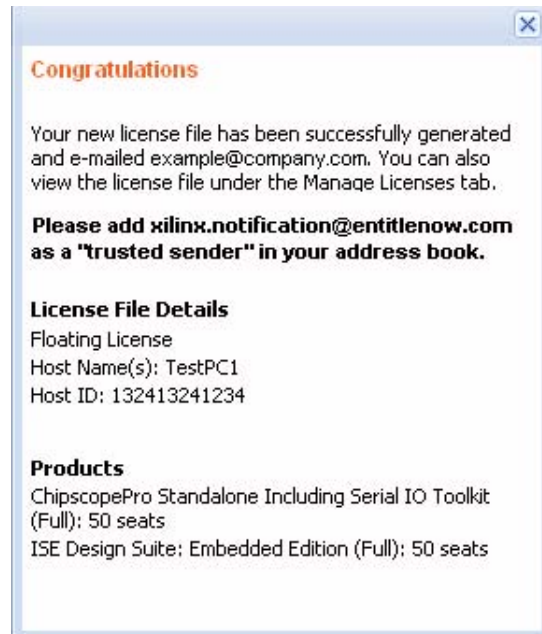 Congratulations
Your new license file has been successfully generated
and e-mailed example@company.com. You can also
view the license file under the Manage Licenses tab.
Please add xilinx.notification@entitlenow.com
as a "trusted sender" in your address book.
License File Details
Floating License
Host Name(s): TestPC1
Host ID: 132413241234
Products
ChipscopePro Standalone Including Serial IO Toolkit
(Full): 50 seats
ISE Design Suite: Embedded Edition (Full): 50 seats